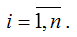 i = \overline{1, n} .